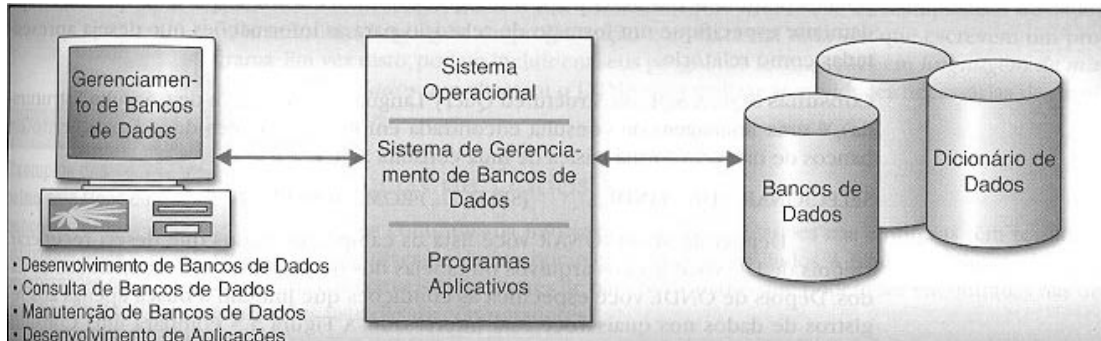 Gerenciamen-
to de Bancos
de Dados
• Desenvolvimento de Bancos de Dados
• Consulta de Bancos de Dados
• Manutenção de Bancos de Dados
• Desenvolvimento de Aplicações
Sistema
Operacional
Sistema de Gerencia-
mento de Bancos de
Dados
Programas
Aplicativos
Bancos de
Dados
Dicionário de
Dados